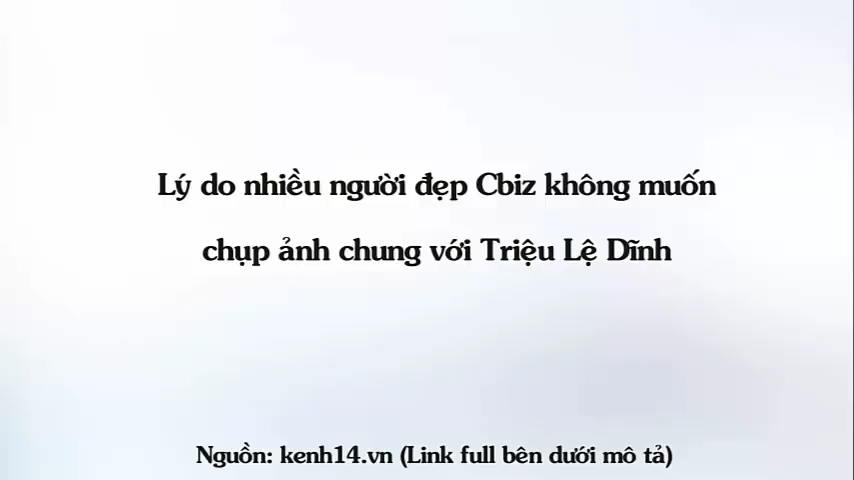 Lý do nhiều người đẹp Cbiz không muốn
chụp ảnh chung với Triệu Lệ Dĩnh
Nguồn: kenh14.vn (Link full bên dưới mô tả)